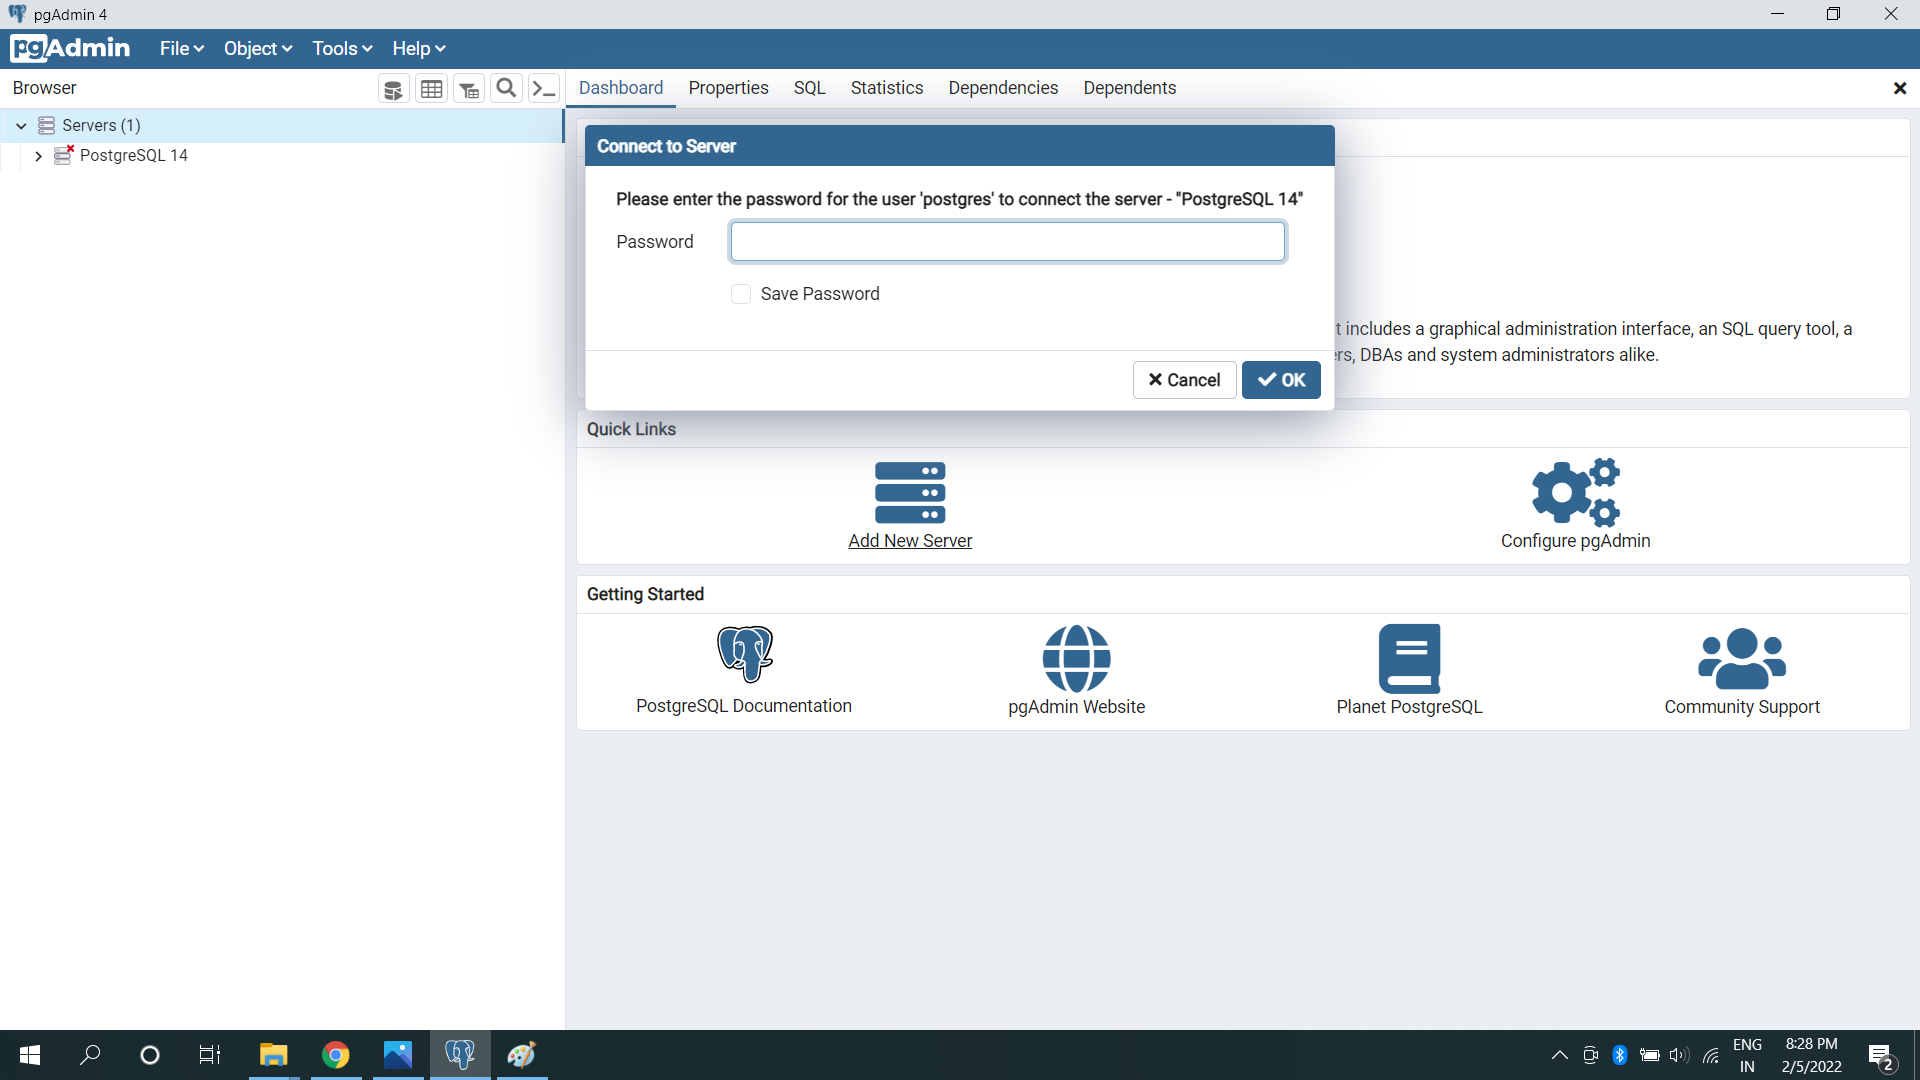 pgAdmin 4
pgAdmin File Object Tools Help
Browser
Dashboard Properties SQL Statistics Dependencies Dependents
Servers (1)
PostgreSQL 14
Connect to Server
Please enter the password for the user 'postgres' to connect the server - "PostgreSQL 14"
Password
Save Password
includes a graphical administration interface, an SQL query tool, a
DBAs and system administrators alike.
Cancel OK
Quick Links
Add New Server
Configure pgAdmin
Getting Started
PostgreSQL Documentation
pgAdmin Website
Planet PostgreSQL
Community Support
ENG
IN
8:28 PM
2/5/2022
2